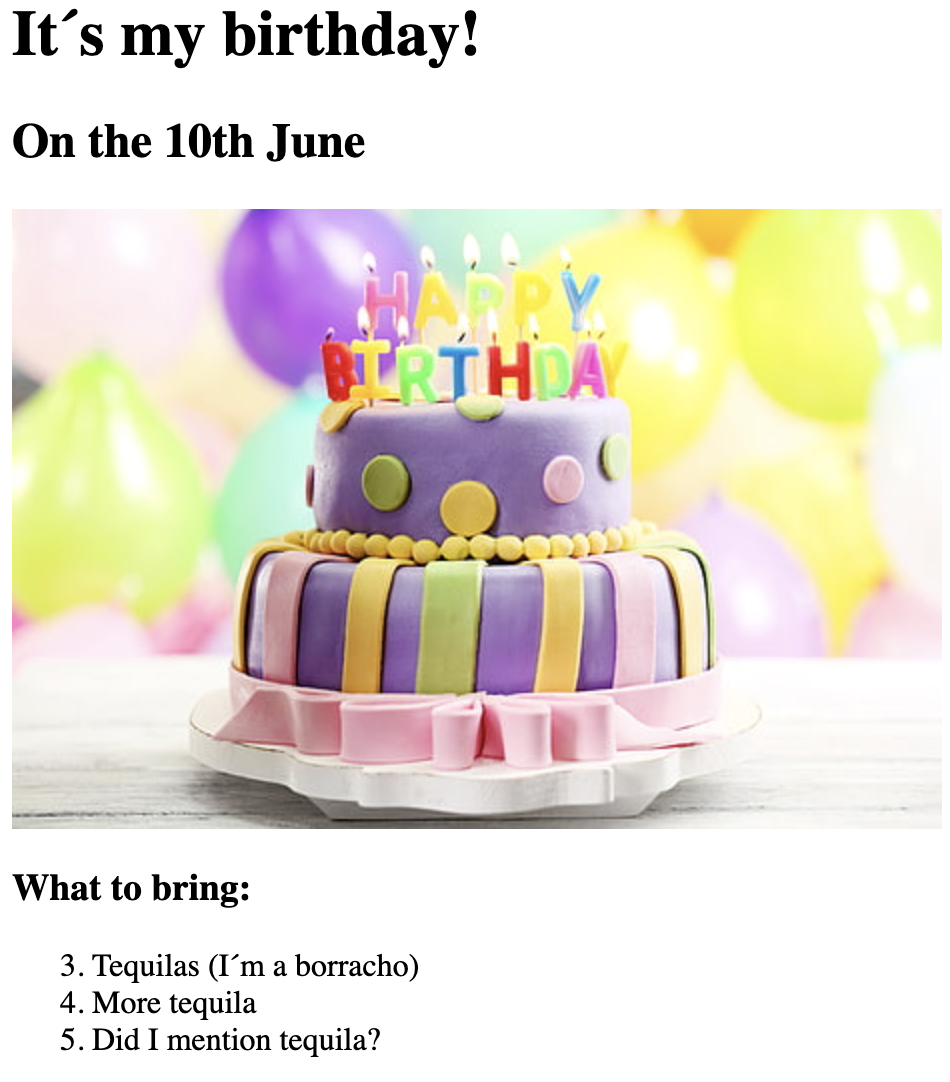 It´s my birthday!
On the 10th June
HAPPY
BIRTHDAY
What to bring:
3. Tequilas (I´m a borracho)
4. More tequila
5. Did I mention tequila?